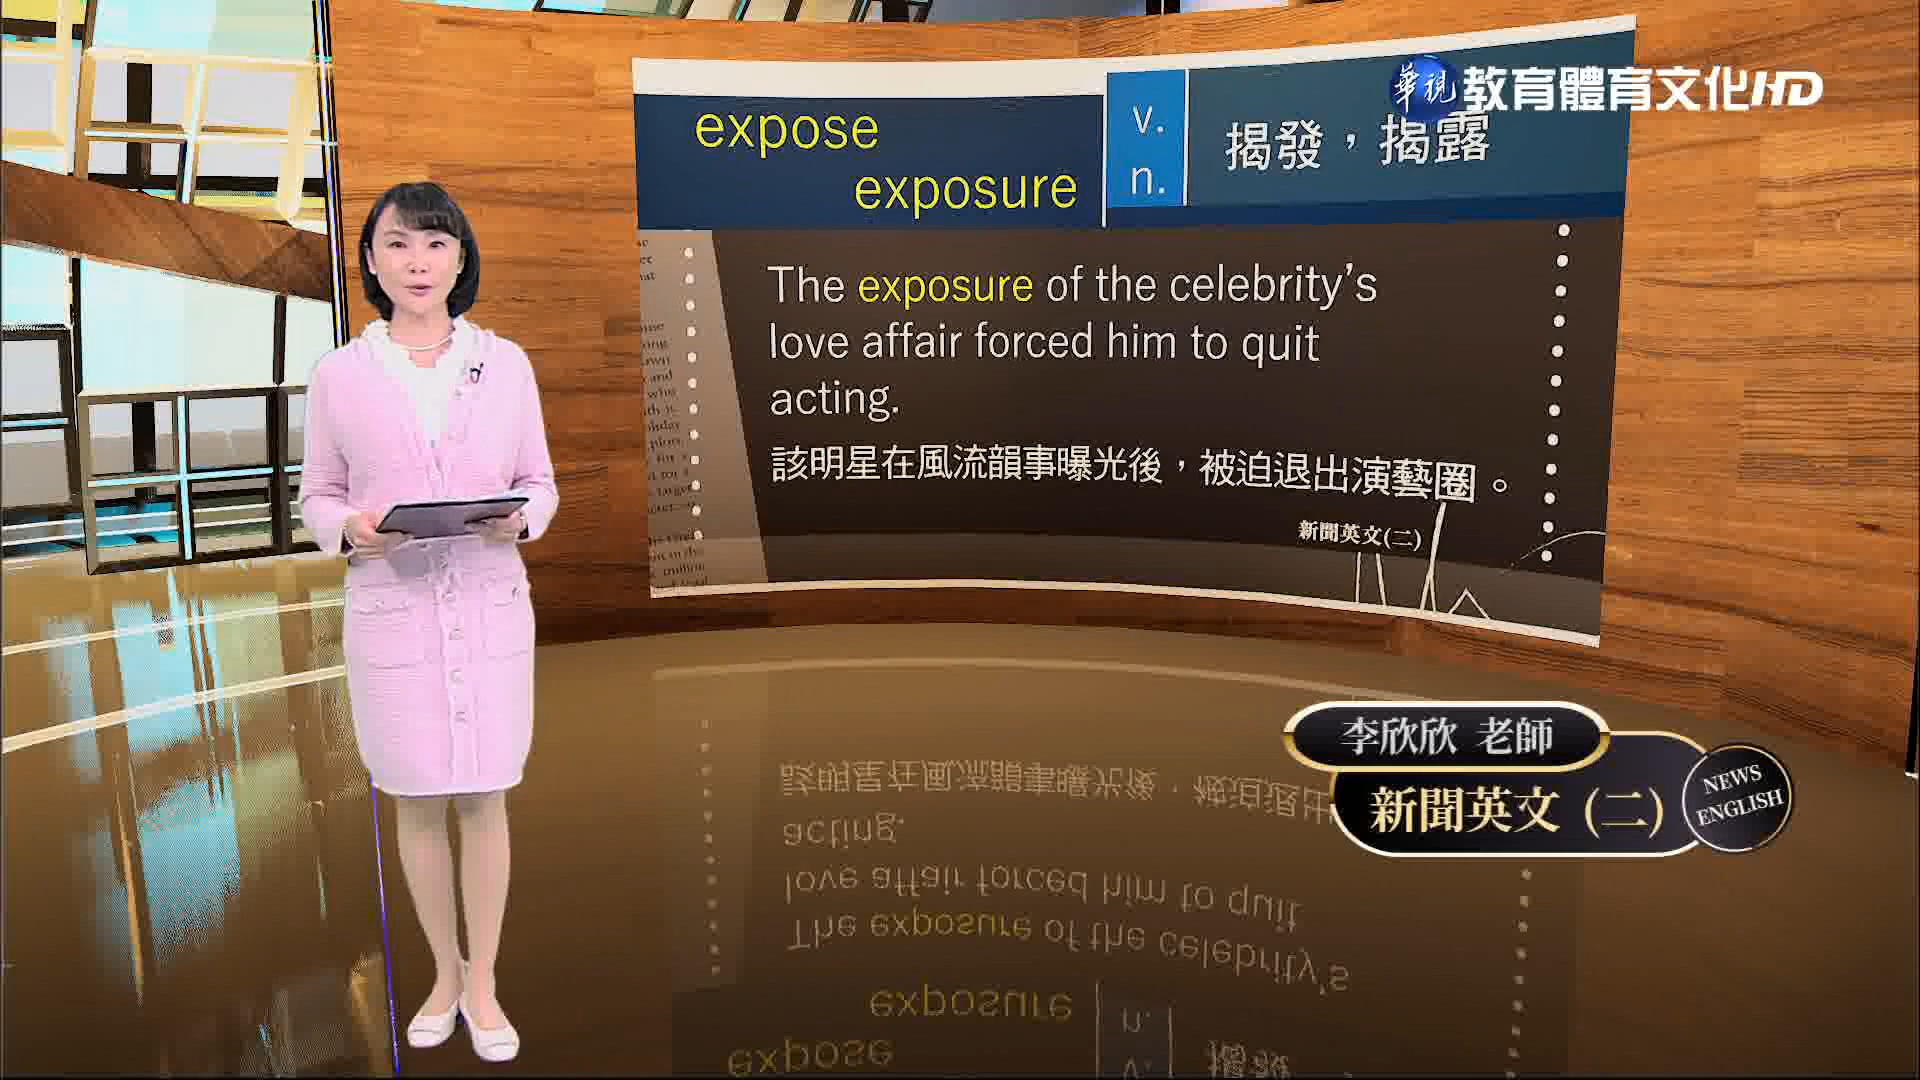 華視 教育體育文化HD
expose
exposure
v.
n.
揭發，揭露
The exposure of the celebrity's
love affair forced him to quit
acting.
該明星在風流韻事曝光後，被迫退出演藝圈。
新聞英文(二)
李欣欣 老師
新聞英文 (二)
NEWS
ENGLISH